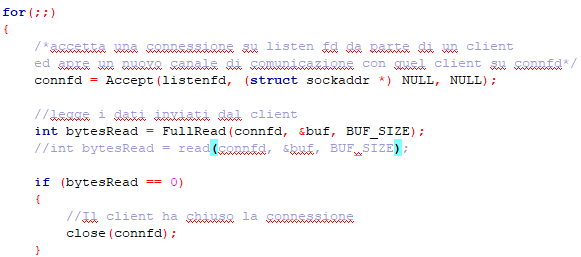 for(;;)
{
/*accetta una connessione su listen fd da parte di un client
ed apre un nuovo canale di comunicazione con quel client su connfd*/
connfd = Accept(listenfd, (struct sockaddr *) NULL, NULL);
//legge i dati inviati dal client
int bytesRead = FullRead(connfd, &buf, BUF_SIZE);
//int bytesRead = read(connfd, &buf, BUF_SIZE);
if (bytesRead == 0)
{
//Il client ha chiuso la connessione
close(connfd);
}